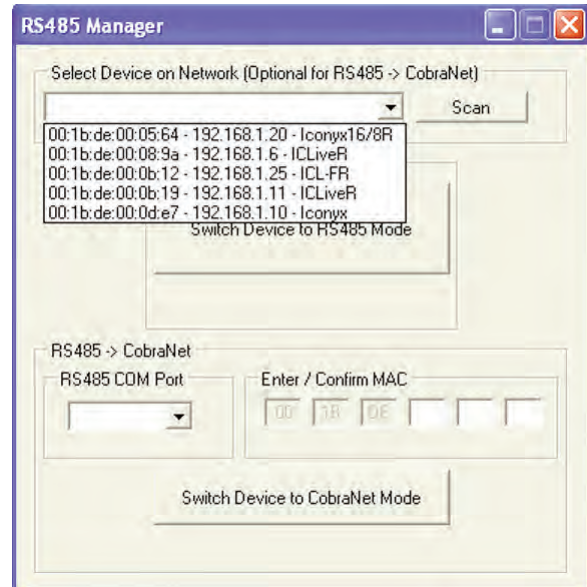 RS485 Manager
Select Device on Network (Optional for RS485 -> CobraNet)
Scan
00:1b:de:00:05:64 - 192.168.1.20 - Iconyx16/8R
00:1b:de:00:08:9a - 192.168.1.6 - ICLiveR
00:1b:de:00:0b:12 - 192.168.1.25 - ICL-FR
00:1b:de:00:0b:19 - 192.168.1.11 - ICLiveR
00:1b:de:00:0d:e7 - 192.168.1.10 - Iconyx
Switch Device to RS485 Mode
RS485 -> CobraNet
RS485 COM Port
Enter / Confirm MAC
00 1B DE
Switch Device to CobraNet Mode